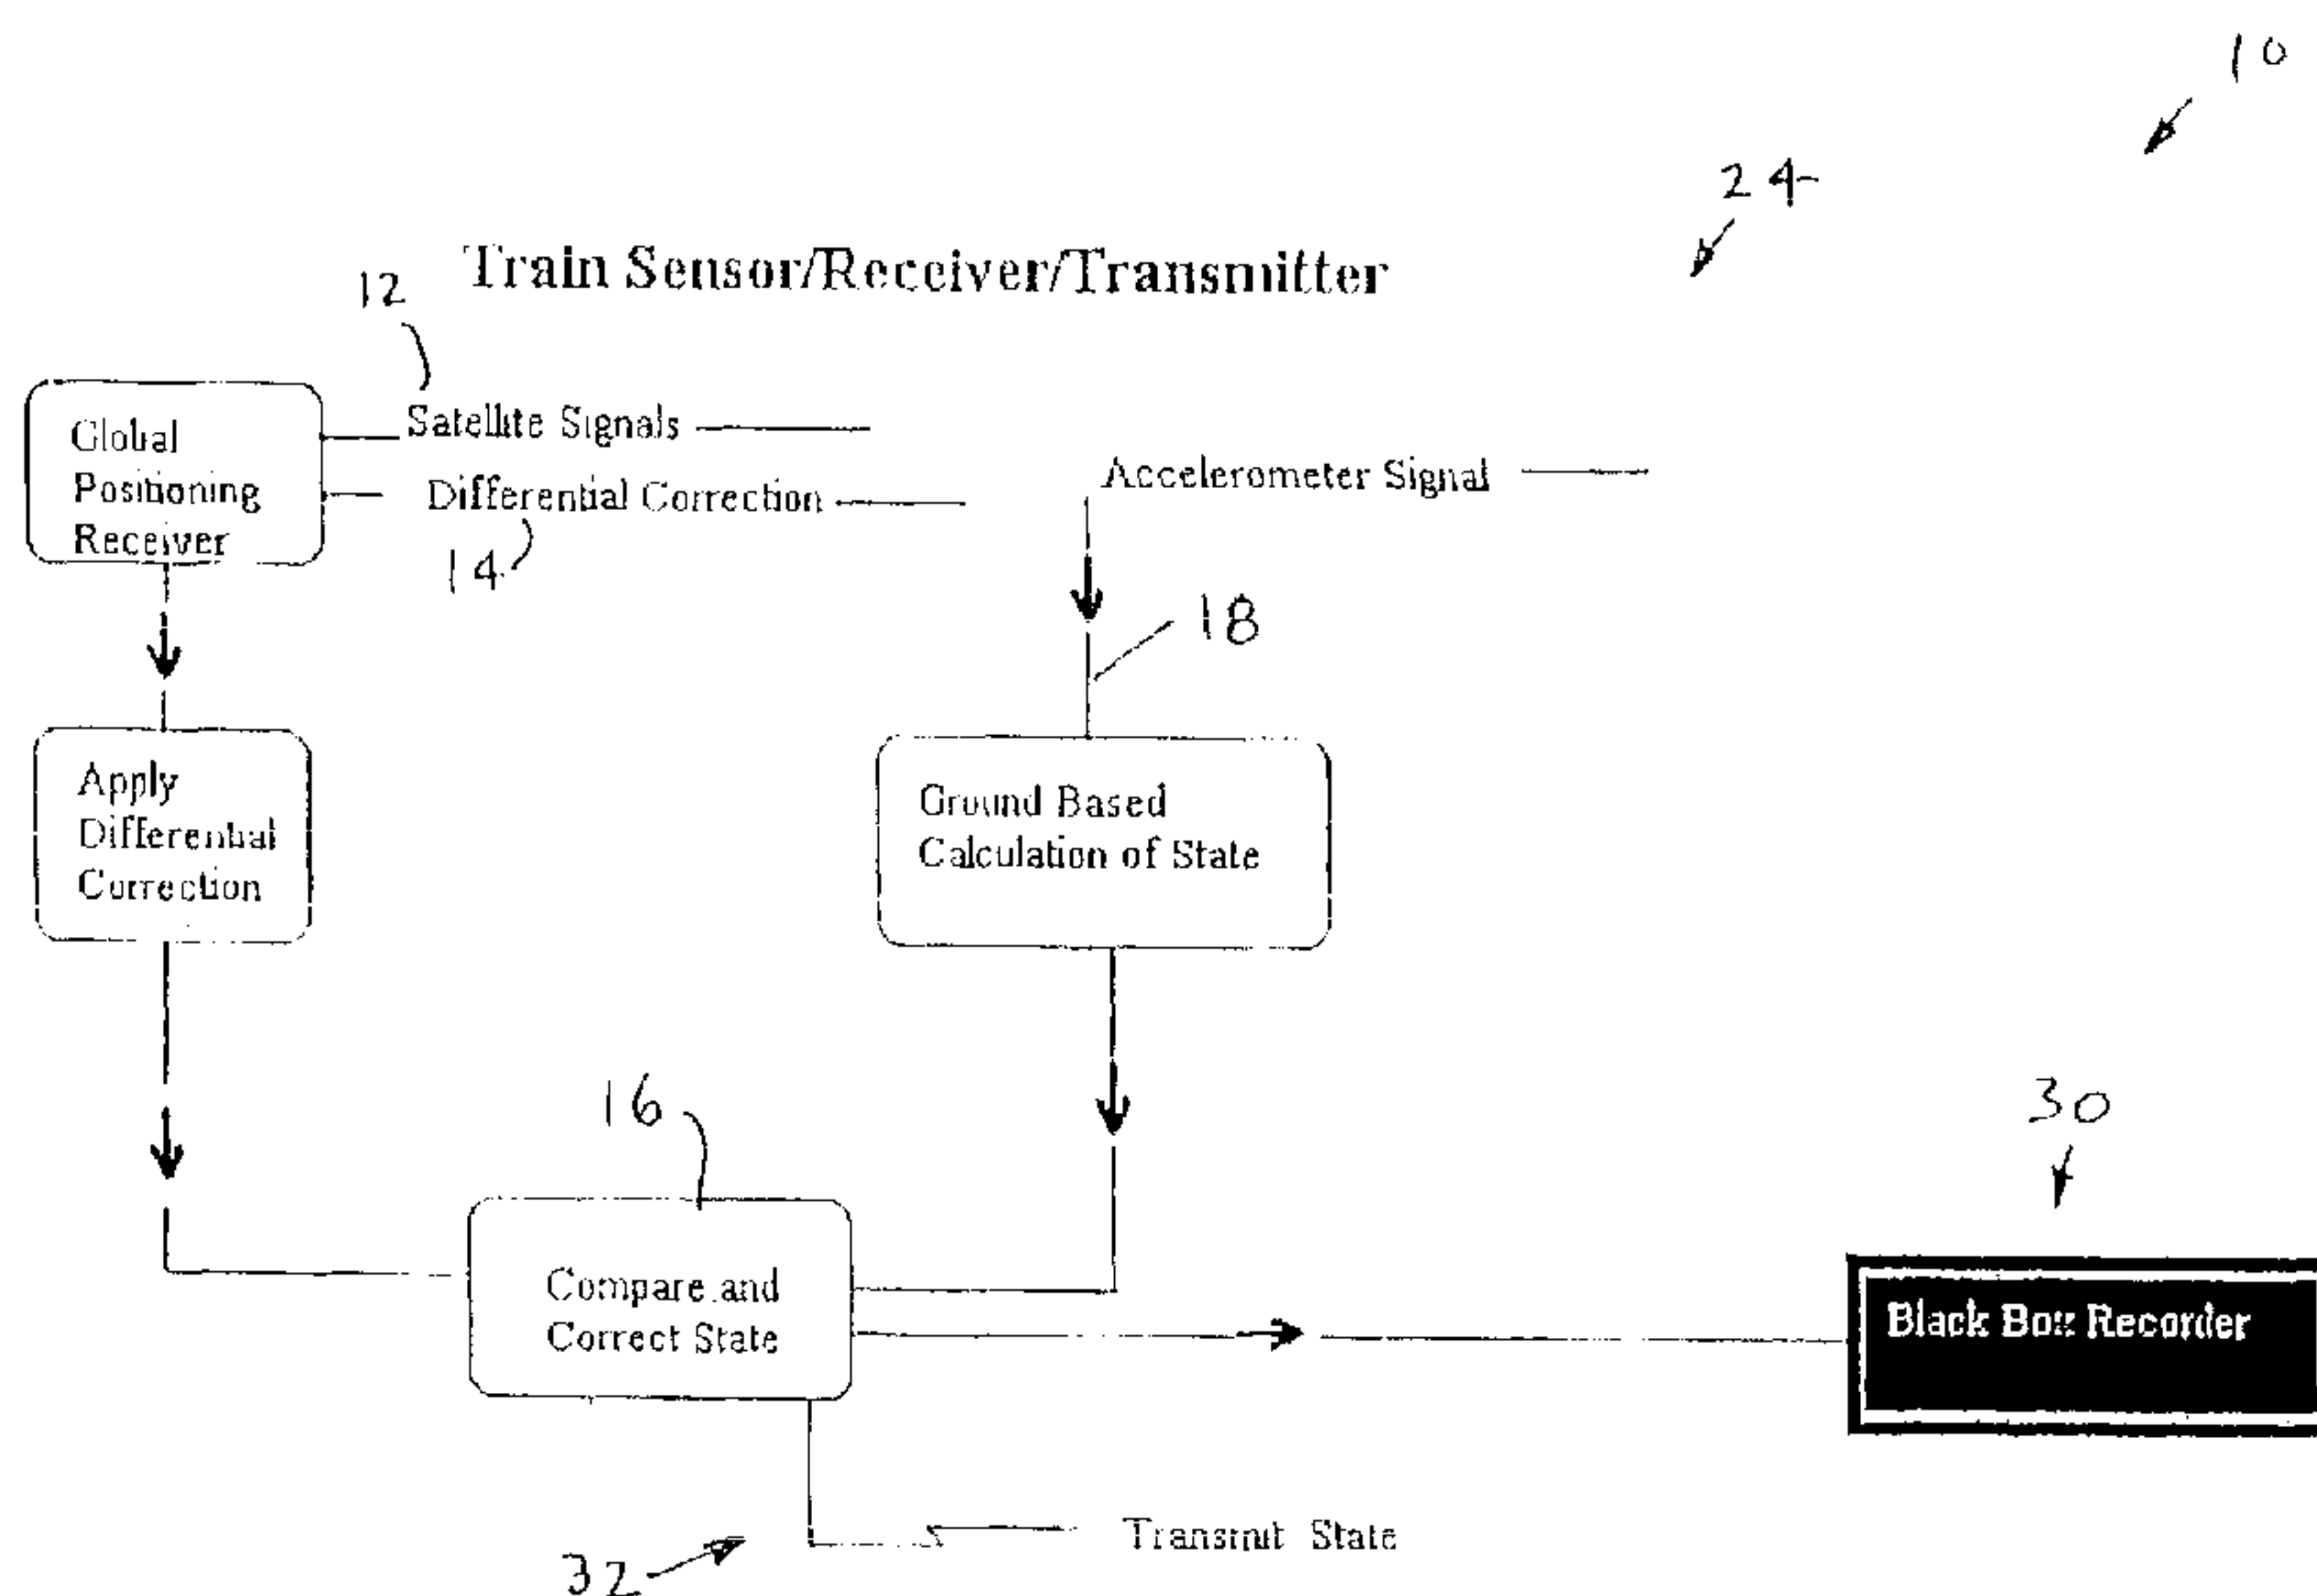 10
24
Train Sensor/Receiver/Transmitter
12
Satellite Signals
Global
Positioning
Receiver
Differential Correction
14
Accelerometer Signal
18
Apply
Differential
Correction
Ground Based
Calculation of State
16
30
Compare and
Correct State
Black Box Recorder
Transmit State
32